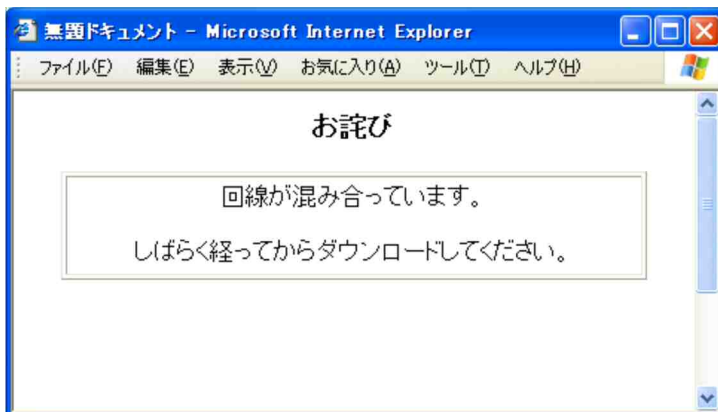 無題ドキュメント - Microsoft Internet Explorer
ファイル(F) 編集(E) 表示(V) お気に入り(A) ツール(T) ヘルプ(H)
お詫び
回線が混み合っています。
しばらく経ってからダウンロードしてください。